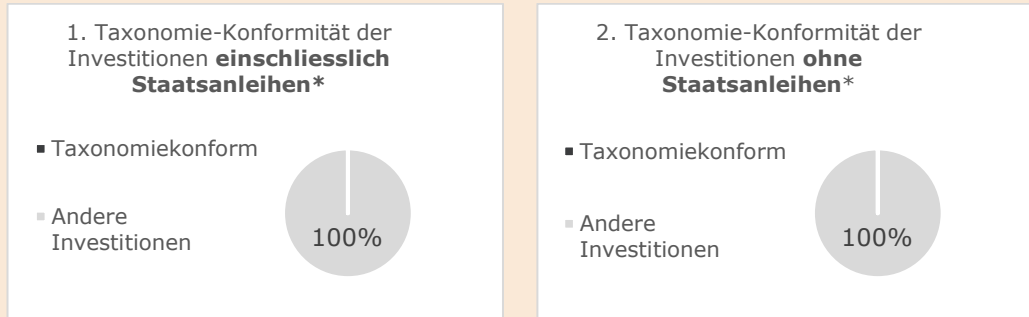 1. Taxonomie-Konformität der
Investitionen einschliesslich
Staatsanleihen*
Taxonomiekonform
Andere
Investitionen
100%
2. Taxonomie-Konformität der
Investitionen ohne
Staatsanleihen*
Taxonomiekonform
Andere
Investitionen
100%